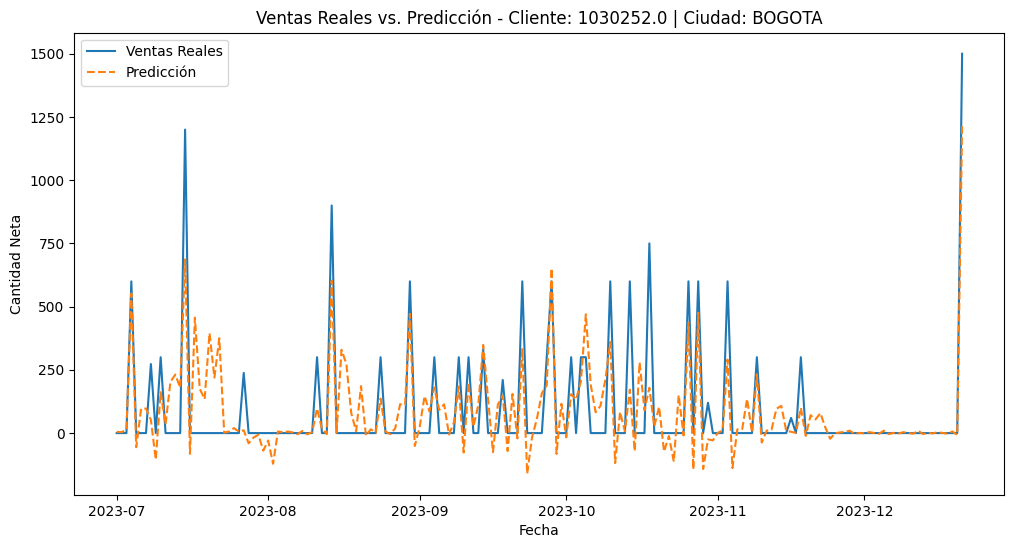 Ventas Reales vs. Predicción - Cliente: 1030252.0 | Ciudad: BOGOTA
Ventas Reales
Predicción
1500
1250
1000
750
500
250
0
Cantidad Neta
2023-07
2023-08
2023-09
2023-10
2023-11
2023-12
Fecha